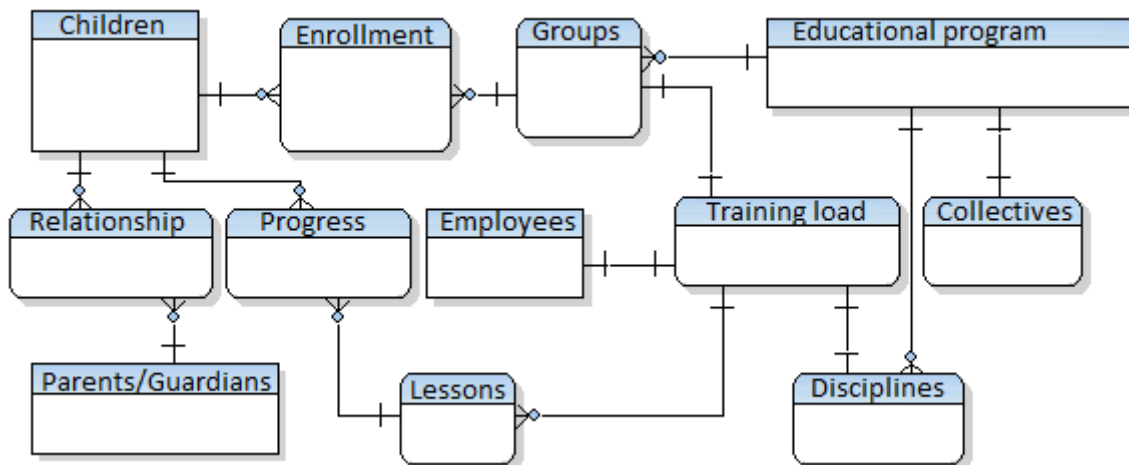 Children
Enrollment
Groups
Educational program
Relationship
Progress
Employees
Training load
Collectives
Parents/Guardians
Lessons
Disciplines